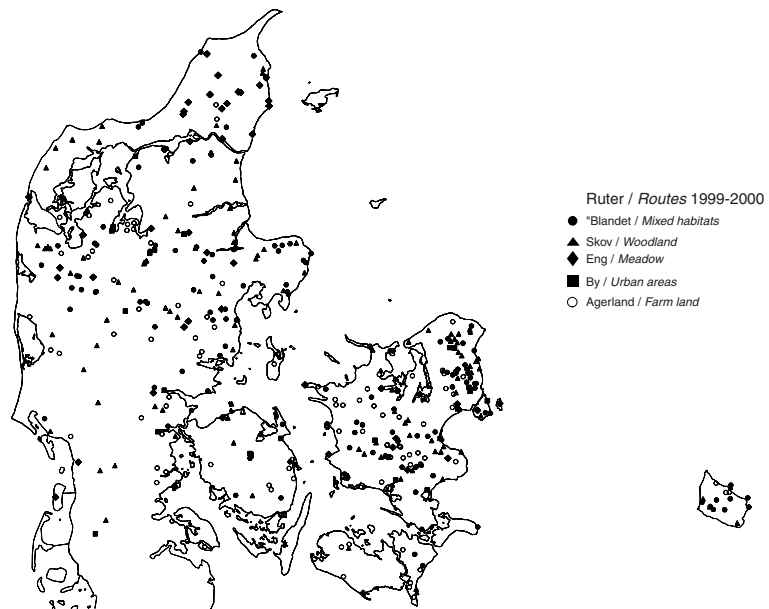 Ruter / Routes 1999-2000
"Blandet / Mixed habitats
Skov / Woodland
Eng / Meadow
By / Urban areas
Agerland / Farm land